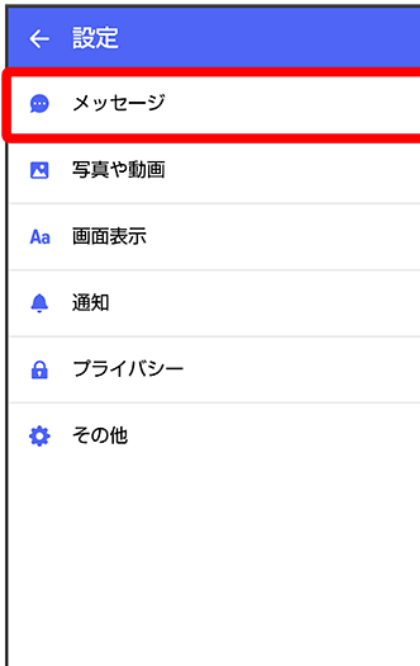 設定
メッセージ
写真や動画
Aa 画面表示
通知
プライバシー
その他